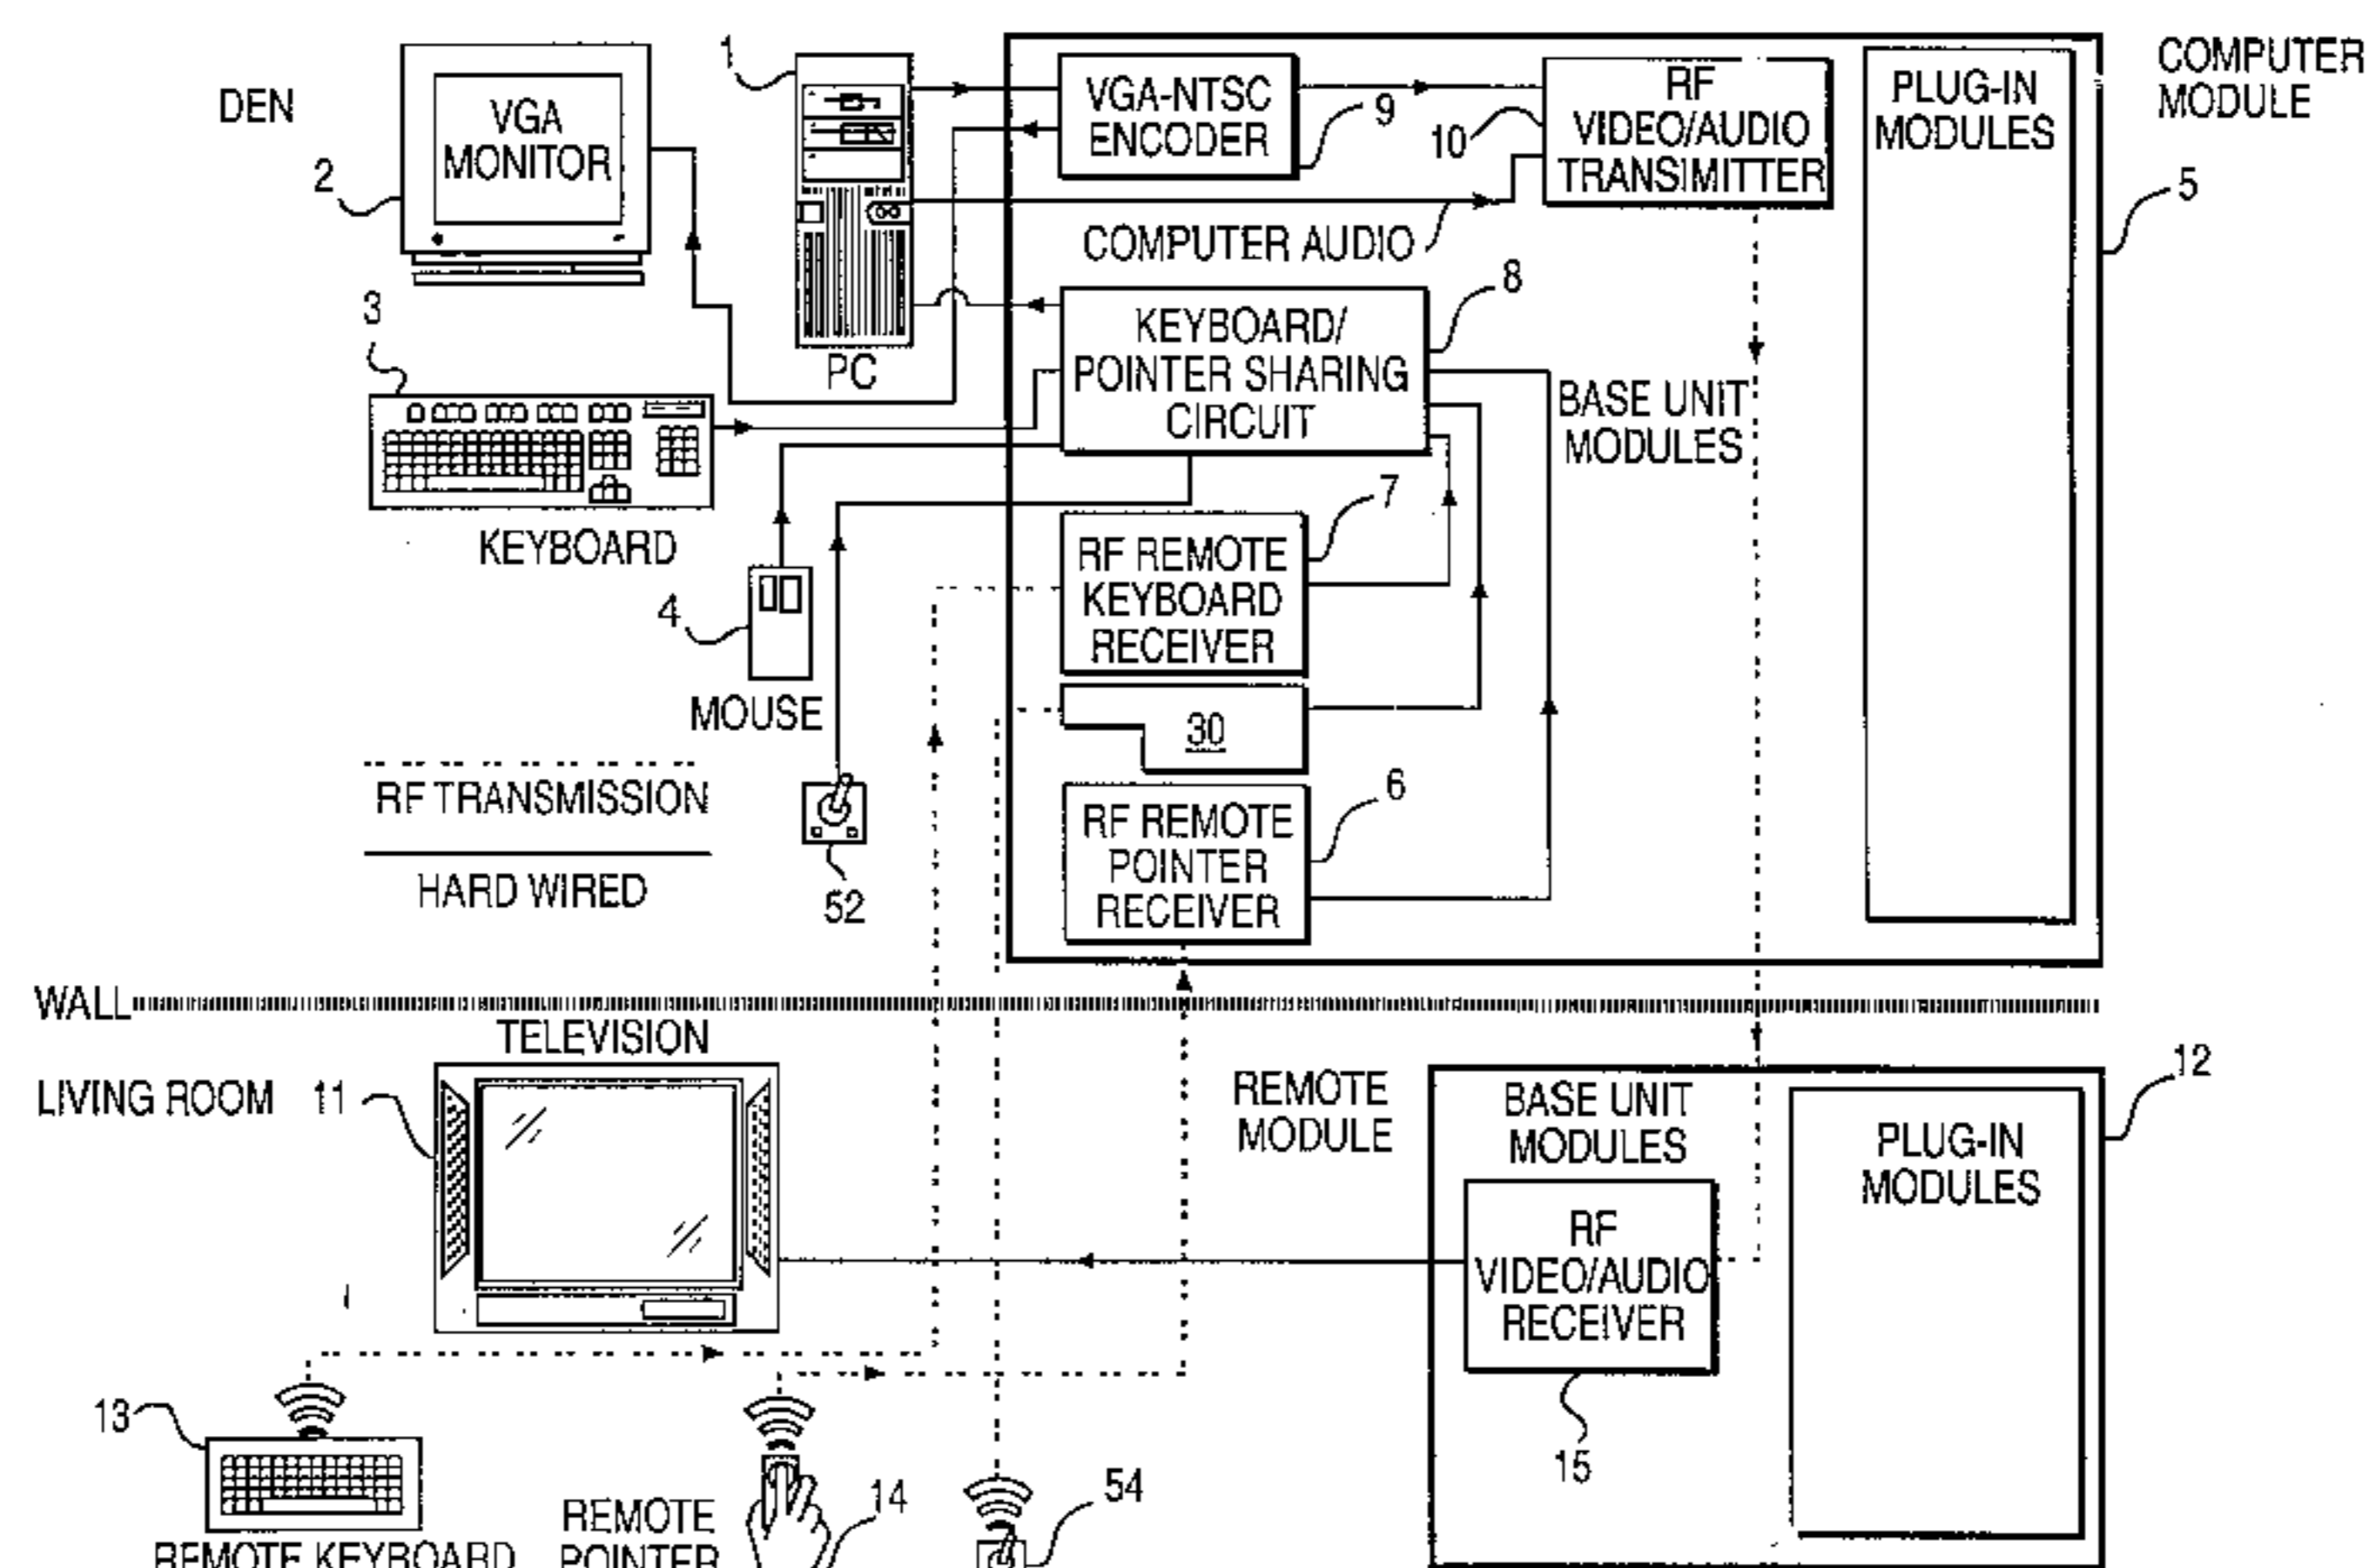 DEN
VGA
MONITOR
2
1
PC
VGA-NTSC
ENCODER
9
10
RF
VIDEO/AUDIO
TRANSIMITTER
PLUG-IN
MODULES
COMPUTER
MODULE
5
COMPUTER AUDIO
3
KEYBOARD
KEYBOARD/
POINTER SHARING
CIRCUIT
8
BASE UNIT
MODULES
4
MOUSE
RF REMOTE
KEYBOARD
RECEIVER
7
30
RF REMOTE
POINTER
RECEIVER
6
RF TRANSMISSION
HARD WIRED
52
WALL
TELEVISION
LIVING ROOM
11
REMOTE
MODULE
BASE UNIT
MODULES
PLUG-IN
MODULES
12
RF
VIDEO/AUDIO
RECEIVER
15
13
REMOTE KEYBOARD
REMOTE
POINTER
14
54